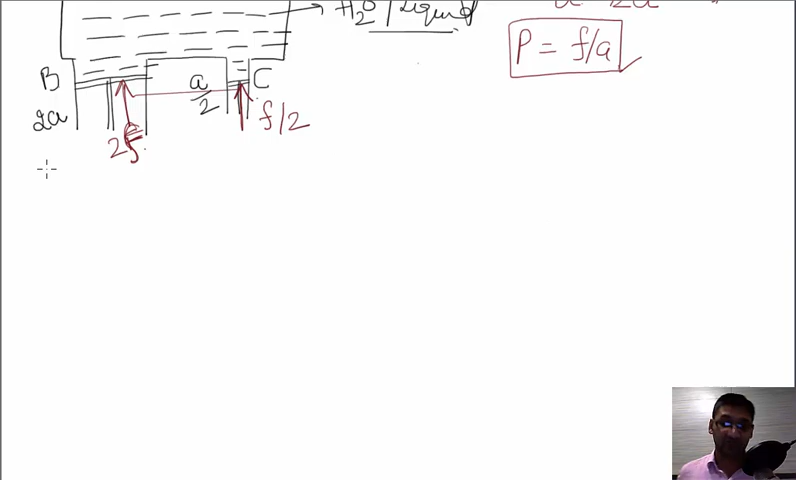 H₂O / Liquid
P = f/a
B
a/2
C
2a
f/2
2f